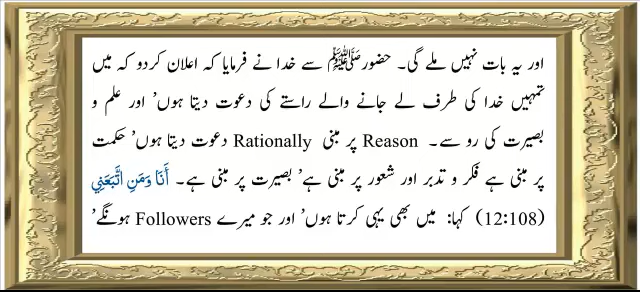 اور یہ بات نہیں ملے گی۔ حضورﷺ سے خدا نے فرمایا کہ اعلان کردو کہ میں
تمہیں خدا کی طرف لے جانے والے راستے کی دعوت دیتا ہوں’ اور علم و
بصیرت کی رو سے۔ Reason پر مبنی Rationally دعوت دیتا ہوں’ حکمت
پر مبنی ہے فکر و تدبر اور شعور پر مبنی ہے’ بصیرت پر مبنی ہے۔ أَنَا وَمَنِ اتَّبَعَنِي
(12:108) کہا: میں بھی یہی کرتا ہوں’ اور جو میرے Followers ہونگے’